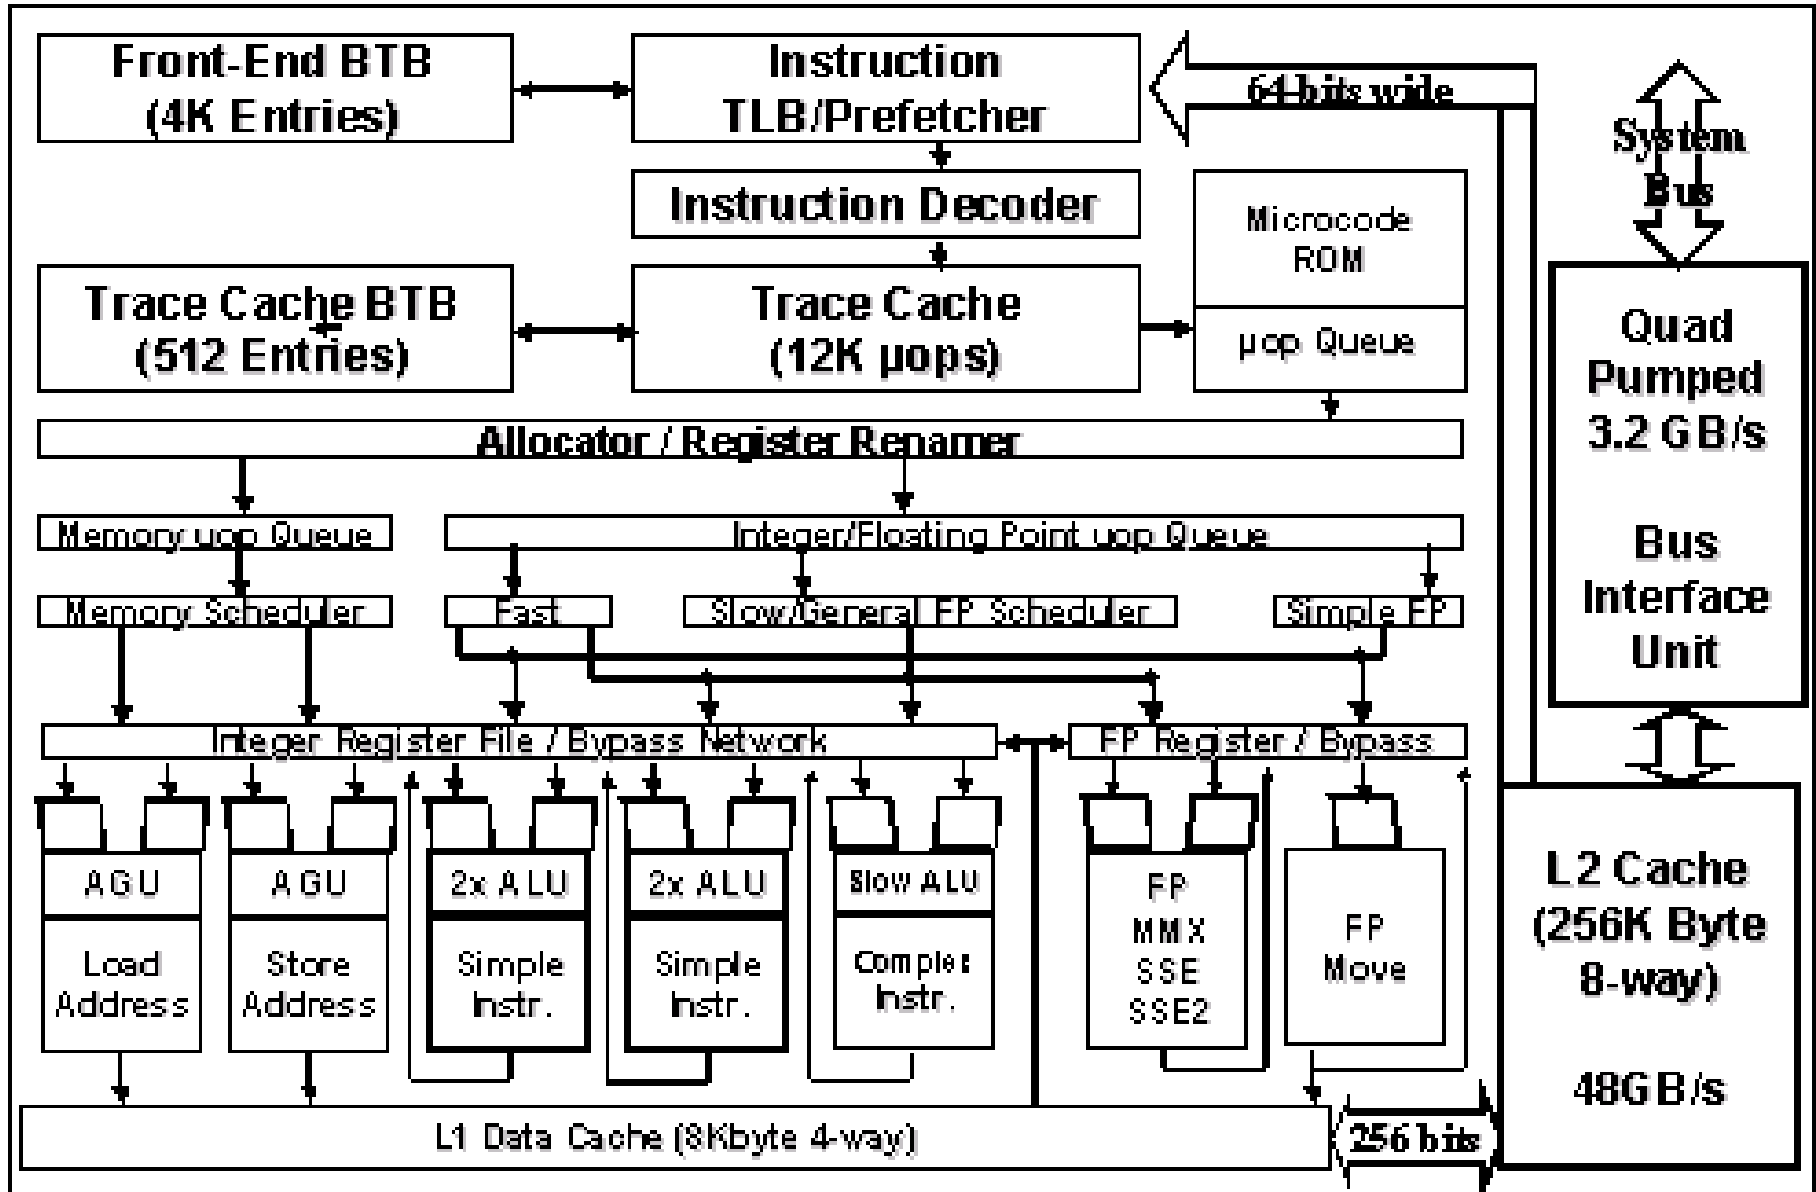 Front-End BTB
(4K Entries)
Instruction
TLB/Prefetcher
64-bits wide
System
Bus
Instruction Decoder
Microcode
ROM
Trace Cache BTB
(512 Entries)
Trace Cache
(12K µops)
µop Queue
Quad
Pumped
3.2 GB/s
Bus
Interface
Unit
Allocator / Register Renamer
Memory uop Queue
Integer/Floating Point uop Queue
Memory Scheduler
Fast
Slow/General FP Scheduler
Simple FP
Integer Register File / Bypass Network
FP Register / Bypass
AGU
Load
Address
AGU
Store
Address
2x ALU
Simple
Instr.
2x ALU
Simple
Instr.
Slow ALU
Complex
Instr.
FP
MMX
SSE
SSE2
FP
Move
L2 Cache
(256K Byte
8-way)
48GB/s
L1 Data Cache (8Kbyte 4-way)
256 bits